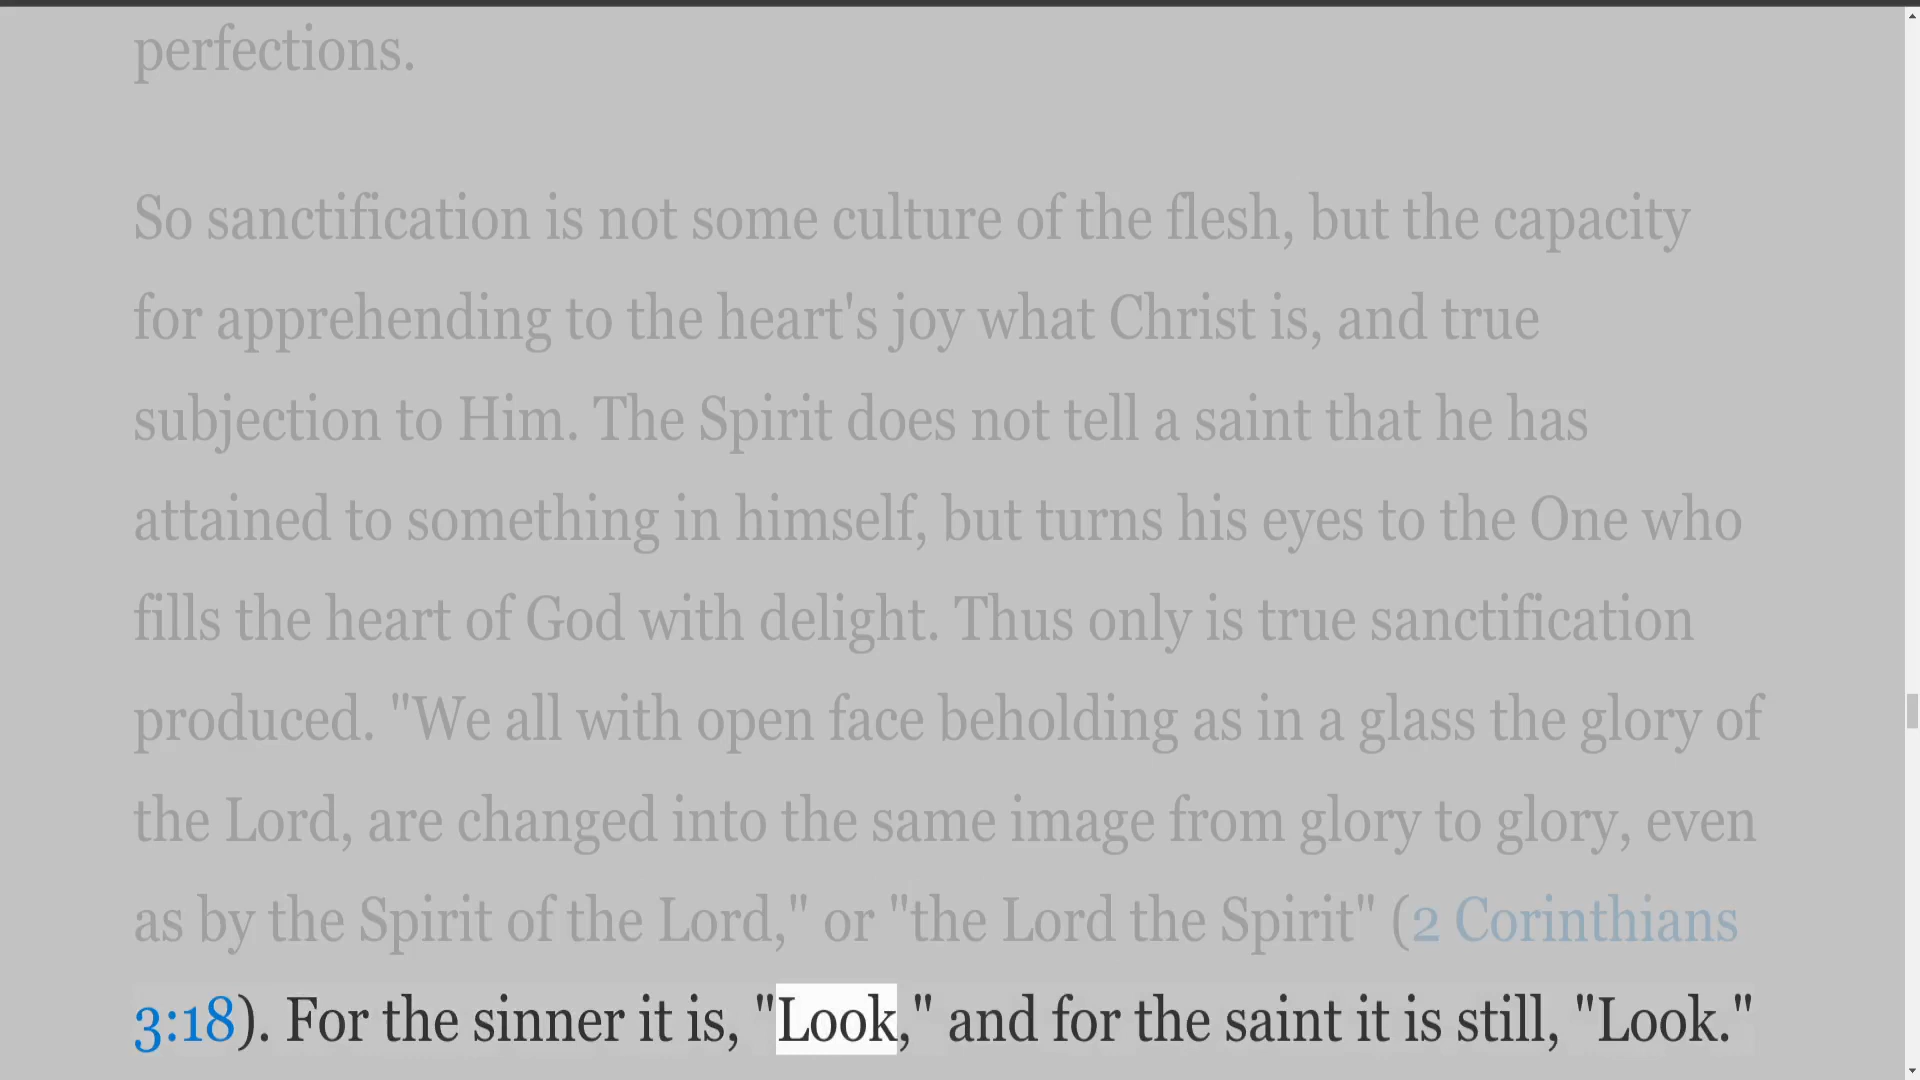 perfections.
So sanctification is not some culture of the flesh, but the capacity
for apprehending to the heart's joy what Christ is, and true
subjection to Him. The Spirit does not tell a saint that he has
attained to something in himself, but turns his eyes to the One who
fills the heart of God with delight. Thus only is true sanctification
produced. "We all with open face beholding as in a glass the glory of
the Lord, are changed into the same image from glory to glory, even
as by the Spirit of the Lord," or "the Lord the Spirit" (2 Corinthians
3:18). For the sinner it is, "Look," and for the saint it is still, "Look."